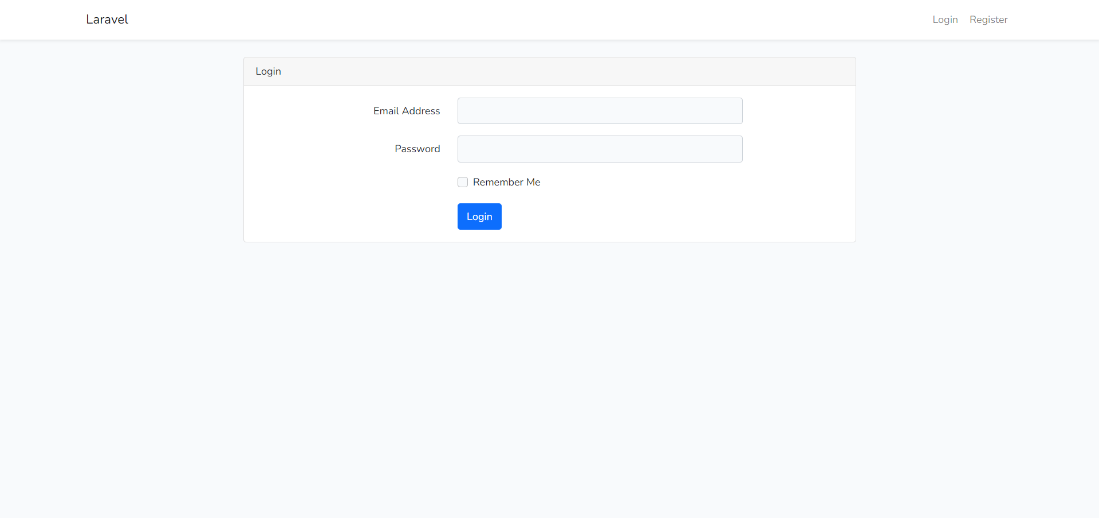 Laravel Login Register
Login
Email Address
Password
Remember Me
Login